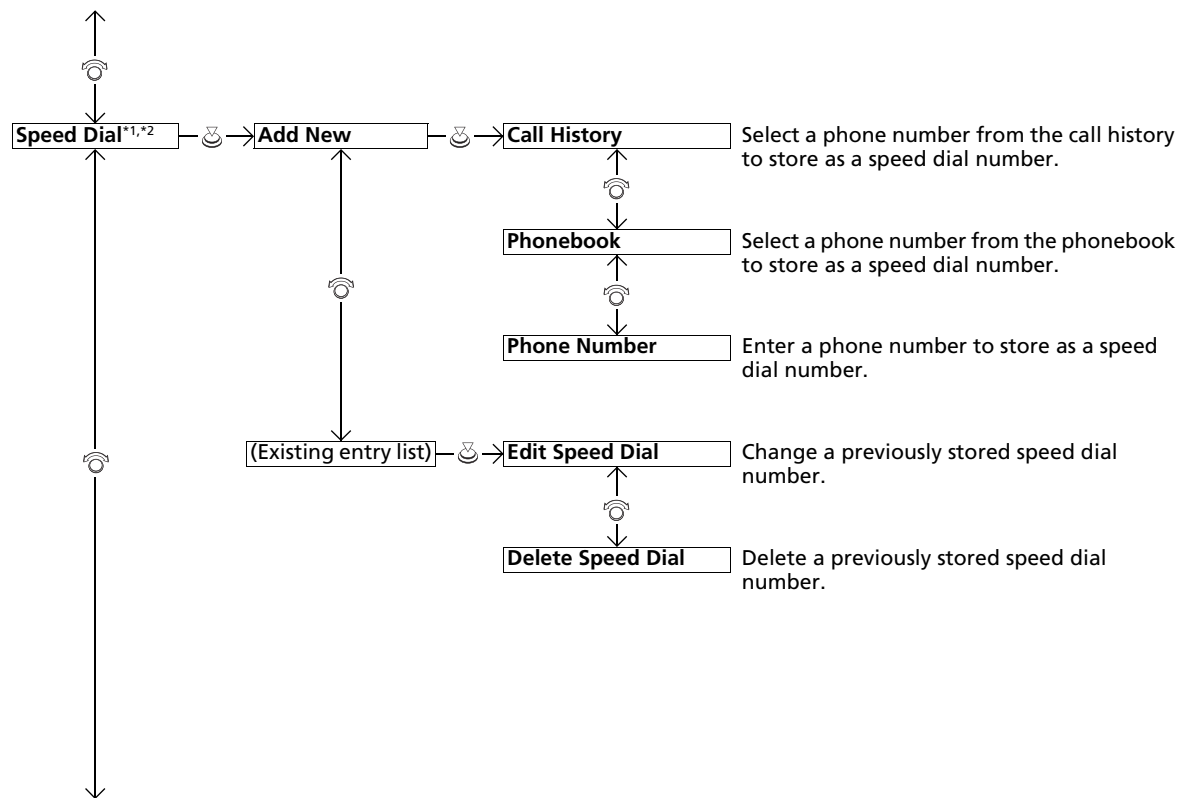 Speed Dial*1,*2
Add New
Call History
Select a phone number from the call history
to store as a speed dial number.
Phonebook
Select a phone number from the phonebook
to store as a speed dial number.
Phone Number
Enter a phone number to store as a speed
dial number.
(Existing entry list)
Edit Speed Dial
Change a previously stored speed dial
number.
Delete Speed Dial
Delete a previously stored speed dial
number.